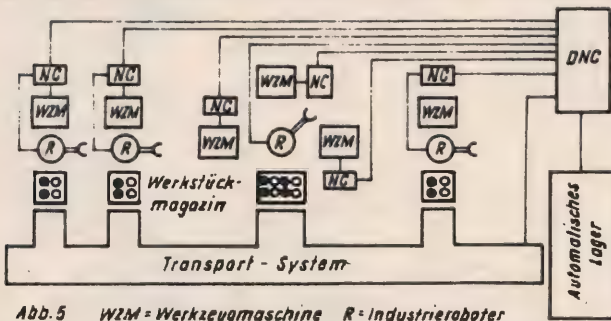 DNC
NC
NC
NC
WZM
NC
NC
WZM
WZM
WZM
WZM
WZM
R
R
R
R
NC
Werkstück-
magazin
Transport - System
Automatisches
Lager
Abb. 5 WZM = Werkzeugmaschine R = Industrieroboter